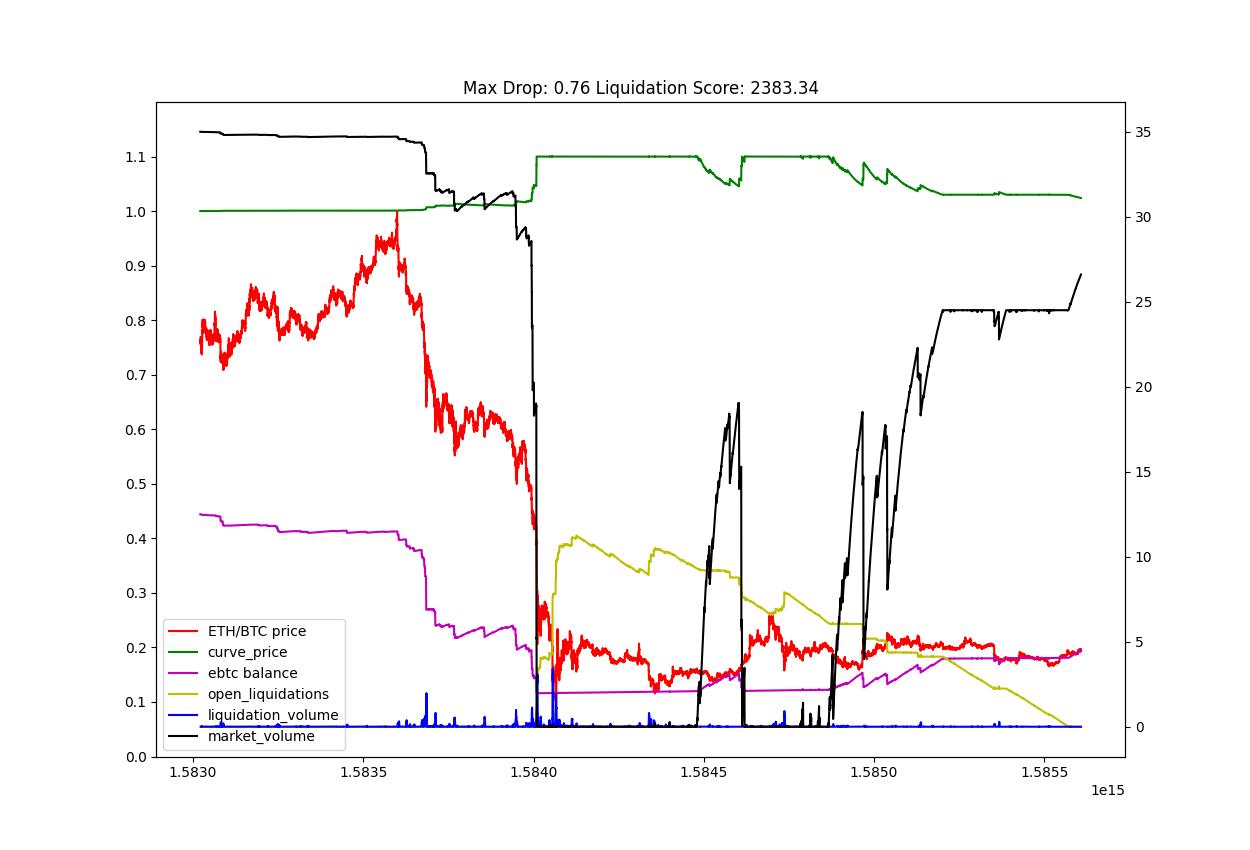 Max Drop: 0.76 Liquidation Score: 2383.34
1.1
1.0
0.9
0.8
0.7
0.6
0.5
0.4
0.3
0.2
0.1
0.0
35
30
25
20
15
10
5
0
ETH/BTC price
curve_price
ebtc balance
open_liquidations
liquidation_volume
market_volume
1.5830 1.5835 1.5840 1.5845 1.5850 1.5855
1e15